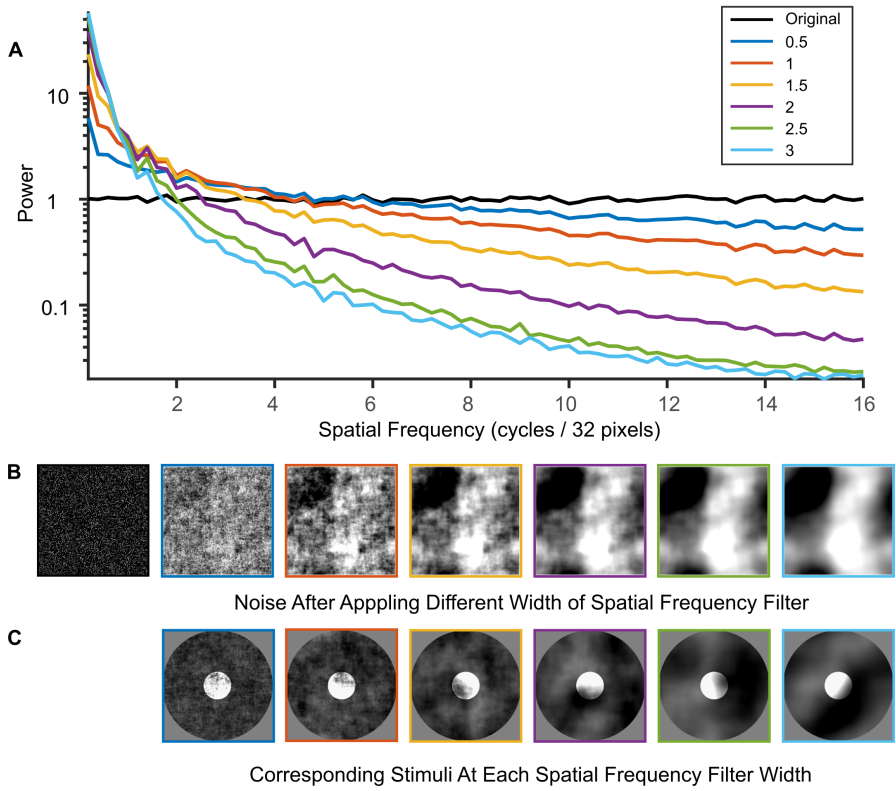 A
Original
0.5
1
1.5
2
2.5
3
Power
10
1
0.1
2 4 6 8 10 12 14 16
Spatial Frequency (cycles / 32 pixels)
B
Noise After Apppling Different Width of Spatial Frequency Filter
C
Corresponding Stimuli At Each Spatial Frequency Filter Width